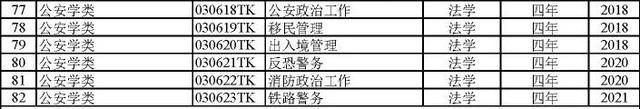 77 公安学类 030618TK 公安政治工作 法学 四年 2018
78 公安学类 030619TK 移民管理 法学 四年 2018
79 公安学类 030620TK 出入境管理 法学 四年 2018
80 公安学类 030621TK 反恐警务 法学 四年 2020
81 公安学类 030622TK 消防政治工作 法学 四年 2020
82 公安学类 030623TK 铁路警务 法学 四年 2021